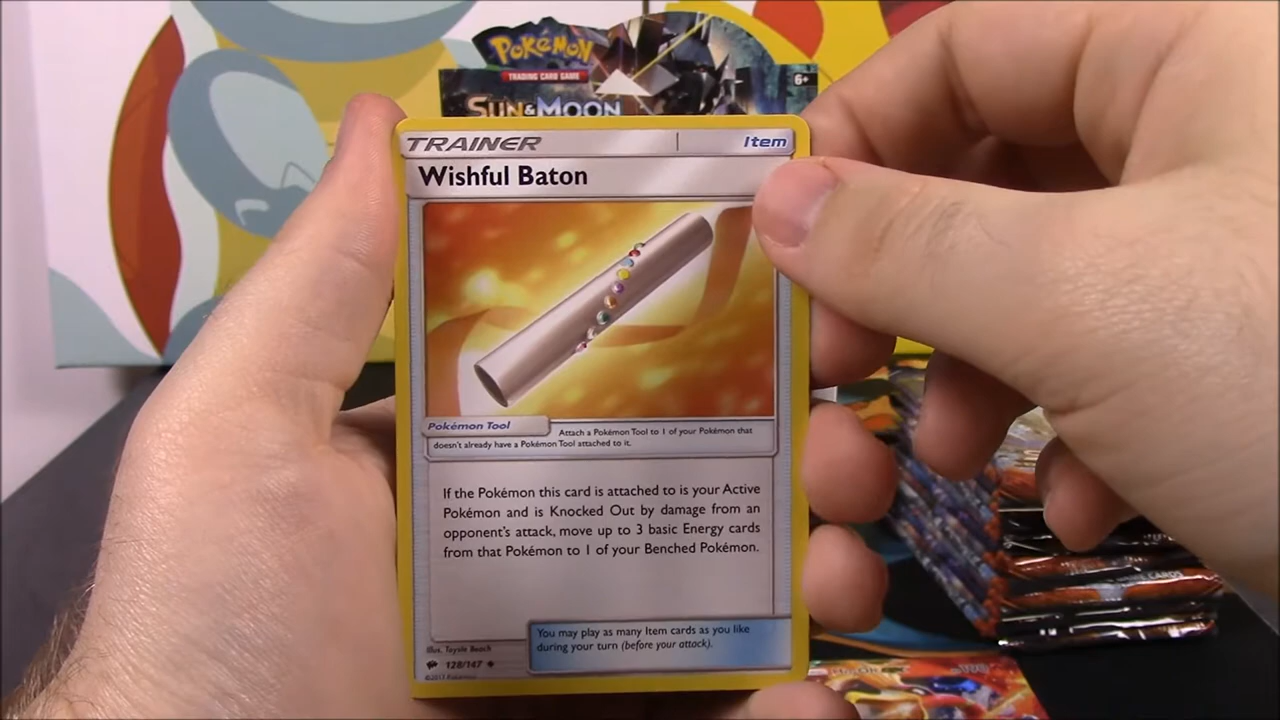 Pokémon
TRADING CARD GAME
6+
SUN & MOON
TRAINER
Item
Wishful Baton
Pokémon Tool
Attach a Pokémon Tool to 1 of your Pokémon that
doesn't already have a Pokémon Tool attached to it.
If the Pokémon this card is attached to is your Active
Pokémon and is Knocked Out by damage from an
opponent's attack, move up to 3 basic Energy cards
from that Pokémon to 1 of your Benched Pokémon.
You may play as many Item cards as you like
during your turn (before your attack).
Illus. Toyste Beach
128/147
©2017 Pokémon